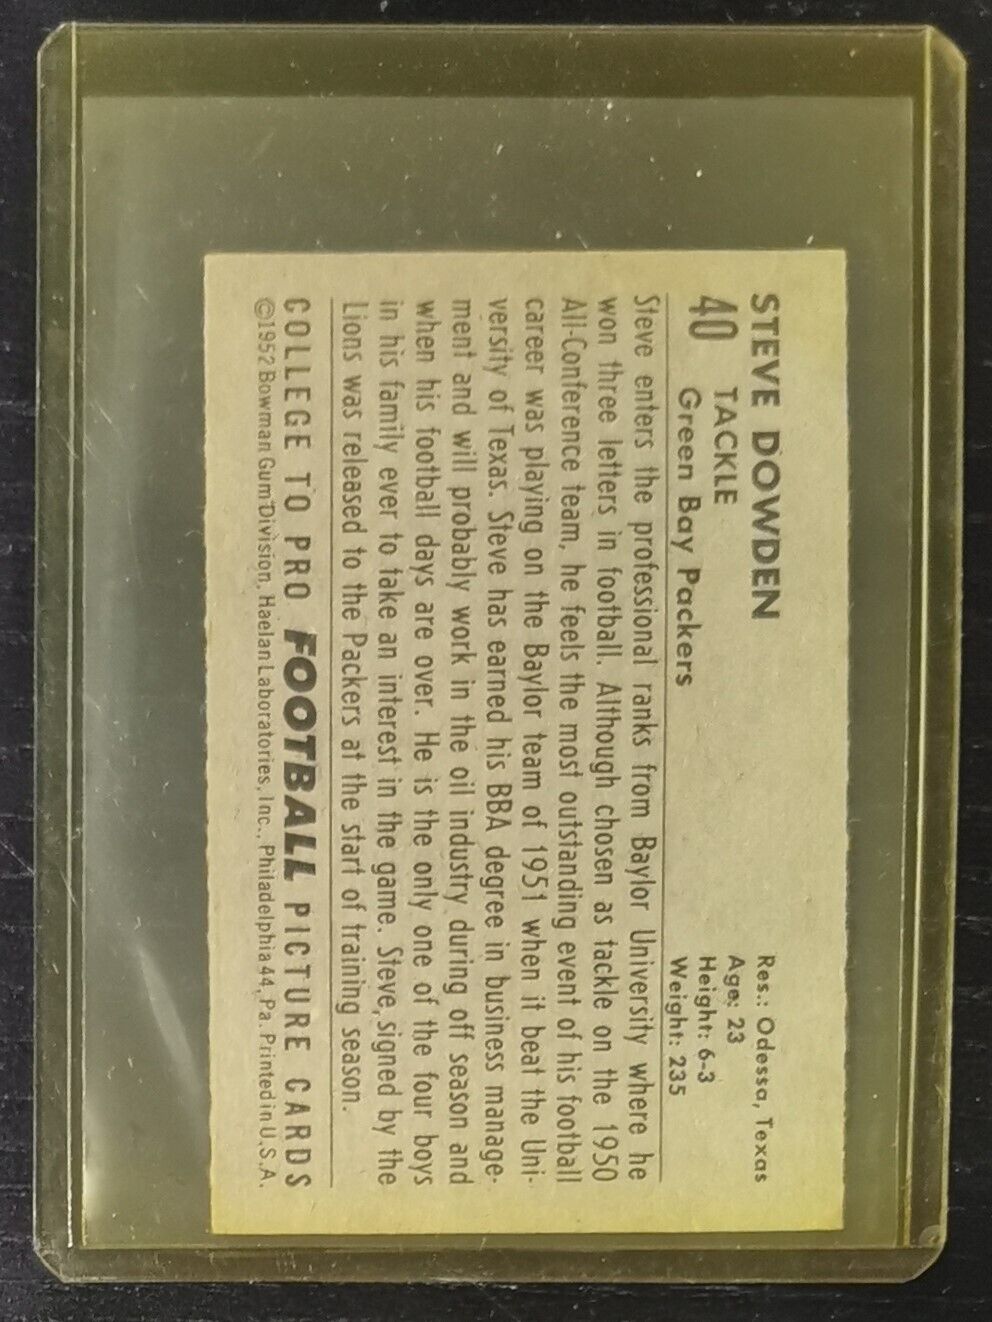 STEVE DOWDEN
40 TACKLE
Green Bay Packers
Res.: Odessa, Texas
Age: 23
Height: 6-3
Weight: 235
Steve enters the professional ranks from Baylor University where he
won three letters in football. Although chosen as tackle on the 1950
All-Conference team, he feels the most outstanding event of his football
career was playing on the Baylor team of 1951 when it beat the Uni-
versity of Texas. Steve has earned his BBA degree in business manage-
ment and will probably work in the oil industry during off season and
when his football days are over. He is the only one of the four boys
in his family ever to take an interest in the game. Steve, signed by the
Lions was released to the Packers at the start of training season.
COLLEGE TO PRO FOOTBALL PICTURE CARDS
©1952 Bowman Gum Division, Haelan Laboratories, Inc., Philadelphia 44, Pa. Printed in U.S.A.